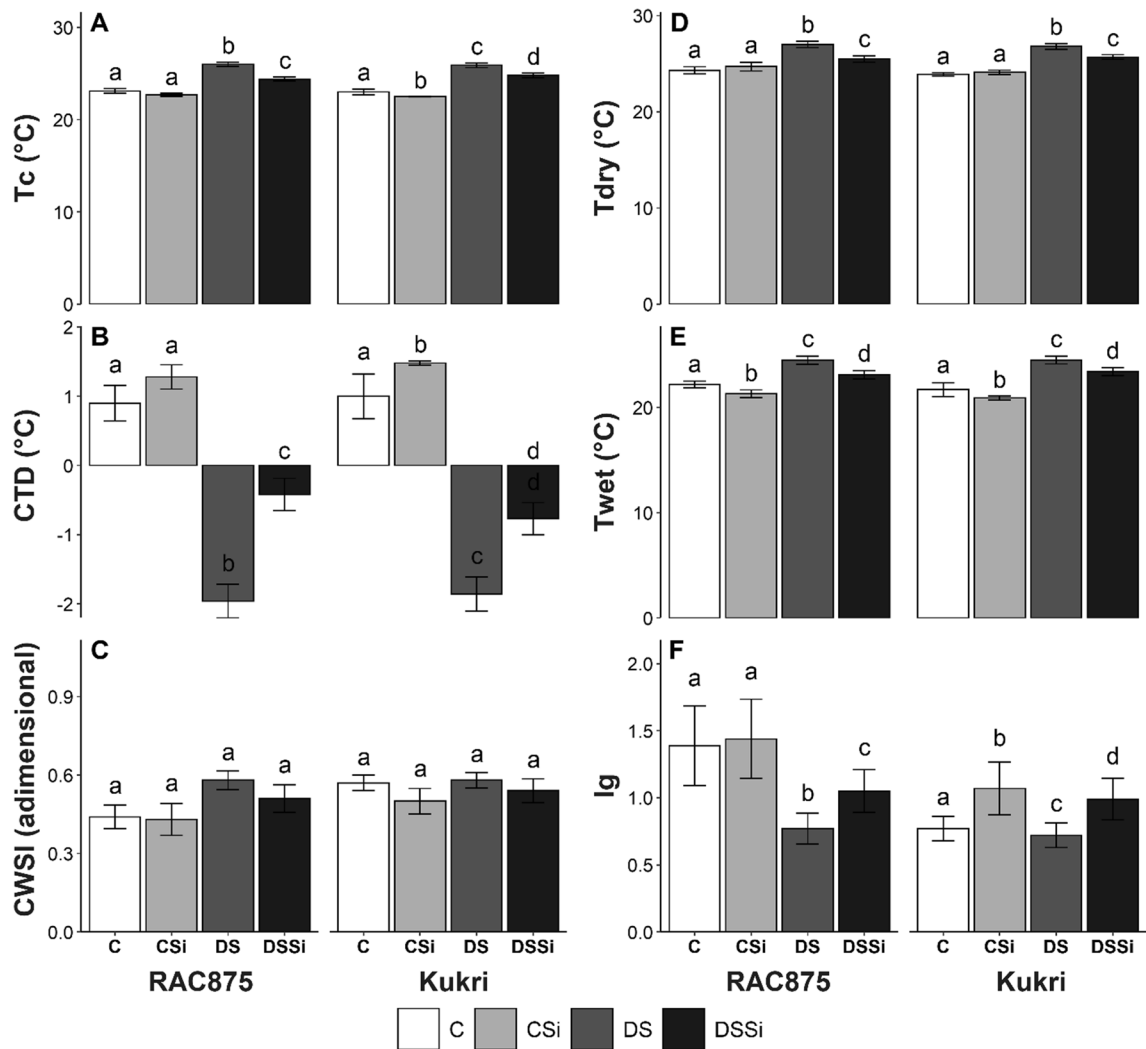 A
Tc (°C)
30
20
10
0
a
a
b
c
a
b
c
d
D
Tdry (°C)
30
20
10
0
a
a
b
c
a
a
b
c
B
CTD (°C)
2
1
0
-1
-2
a
a
b
c
a
b
c
d
d
E
Twet (°C)
20
10
0
a
b
c
d
a
b
c
d
C
CWSI (adimensional)
0.9
0.6
0.3
0.0
a
a
a
a
a
a
a
a
C CSi DS DSSi C CSi DS DSSi
RAC875 Kukri
F
Ig
2.0
1.5
1.0
0.5
0.0
a
a
b
c
a
b
c
d
C CSi DS DSSi C CSi DS DSSi
RAC875 Kukri
C CSi DS DSSi